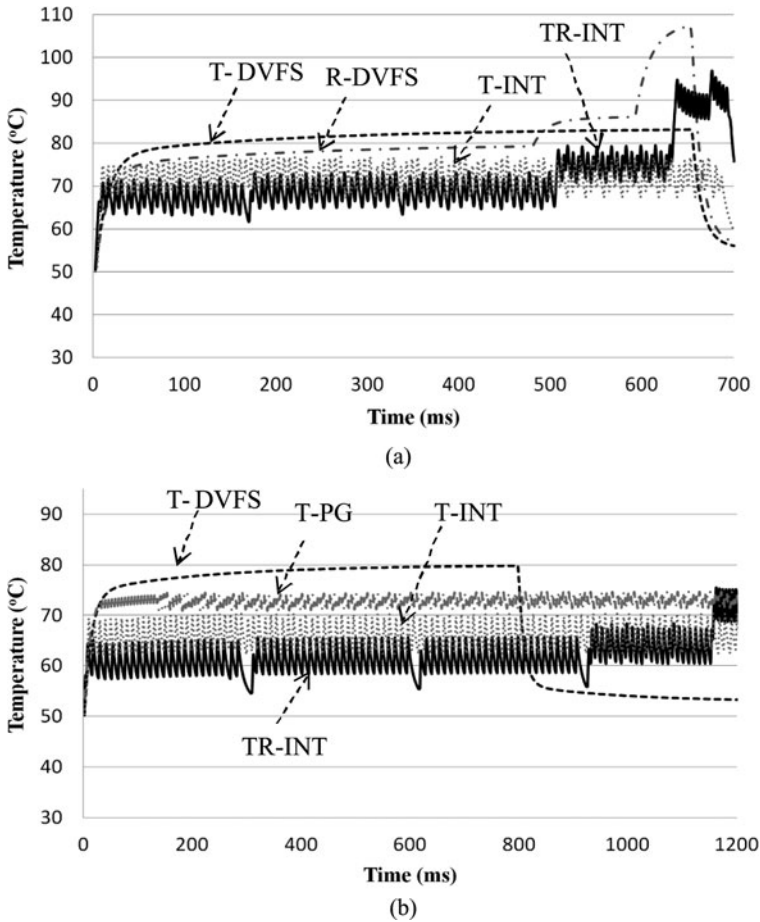 110
100
90
80
70
60
50
40
30
Temperature (°C)
T- DVFS
R-DVFS
T-INT
TR-INT
0 100 200 300 400 500 600 700
Time (ms)
(a)
90
80
70
60
50
40
30
Temperature (°C)
T- DVFS
T-PG
T-INT
TR-INT
0 200 400 600 800 1000 1200
Time (ms)
(b)